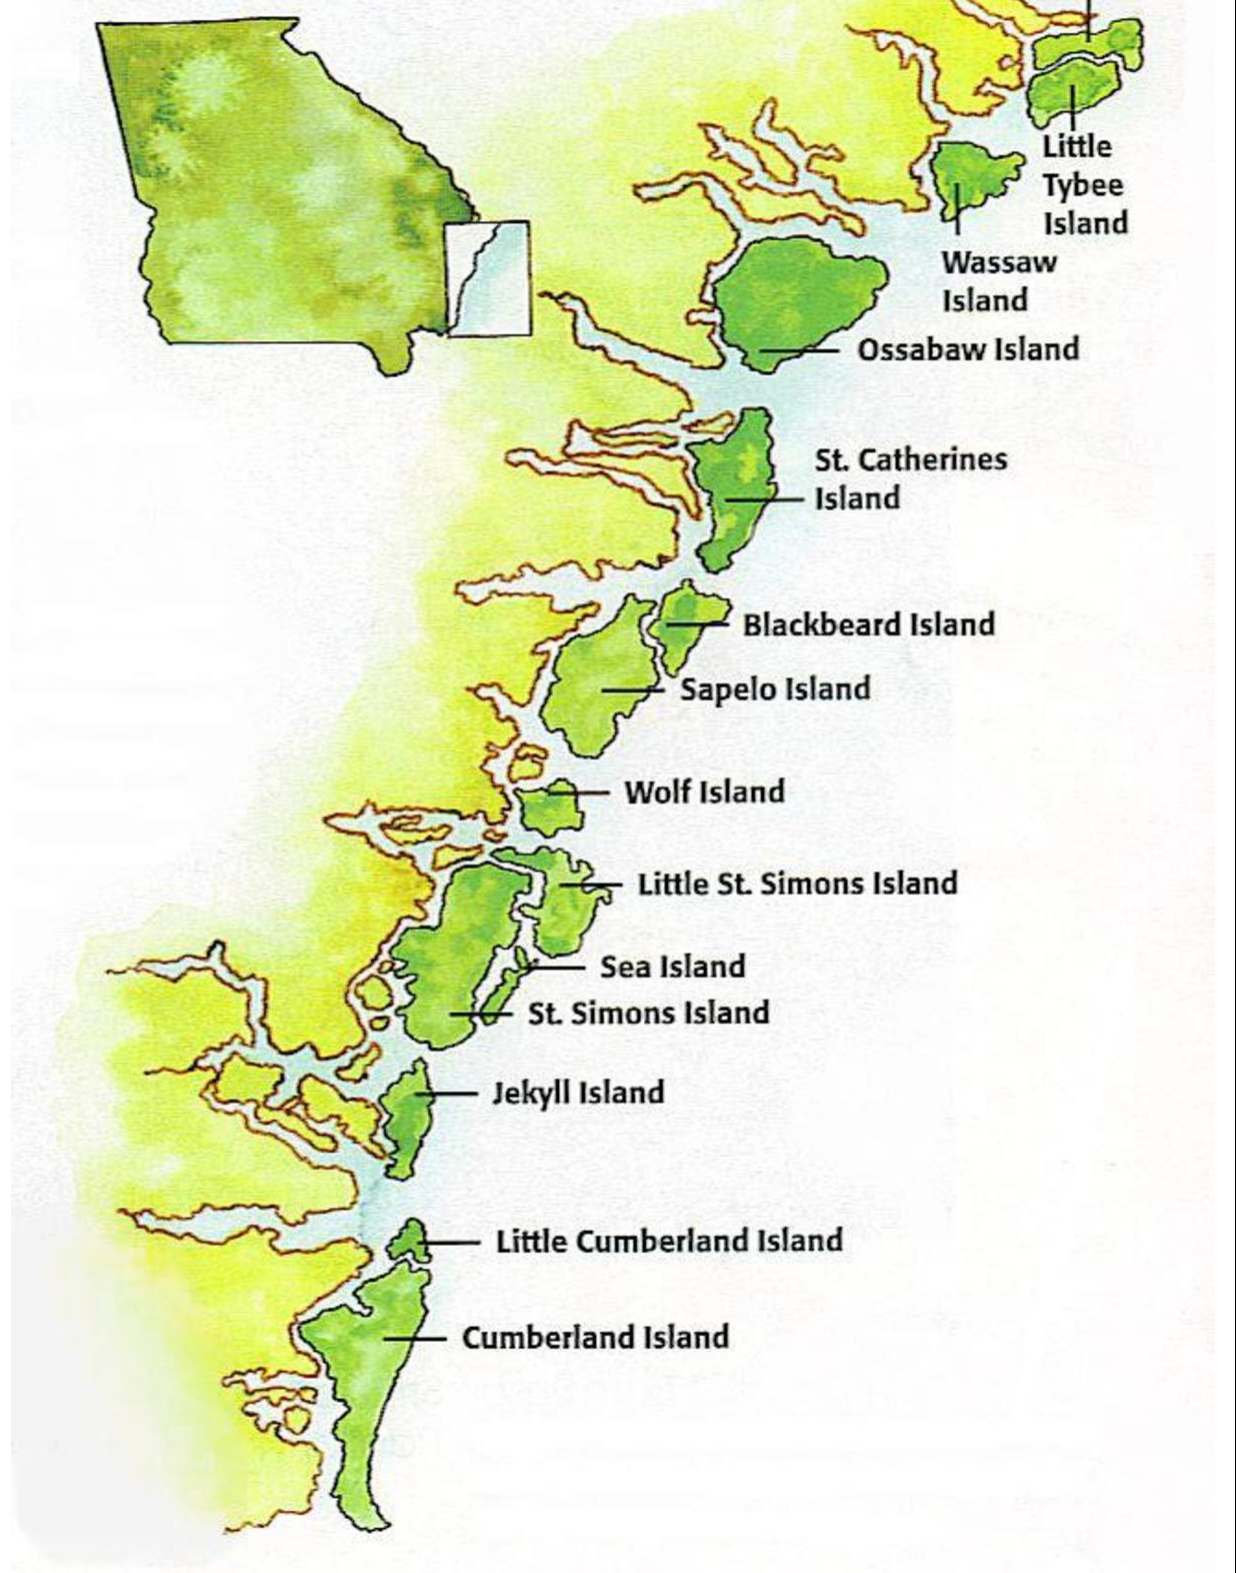 Little
Tybee
Island
Wassaw
Island
Ossabaw Island
St. Catherines
Island
Blackbeard Island
Sapelo Island
Wolf Island
Little St. Simons Island
Sea Island
St. Simons Island
Jekyll Island
Little Cumberland Island
Cumberland Island